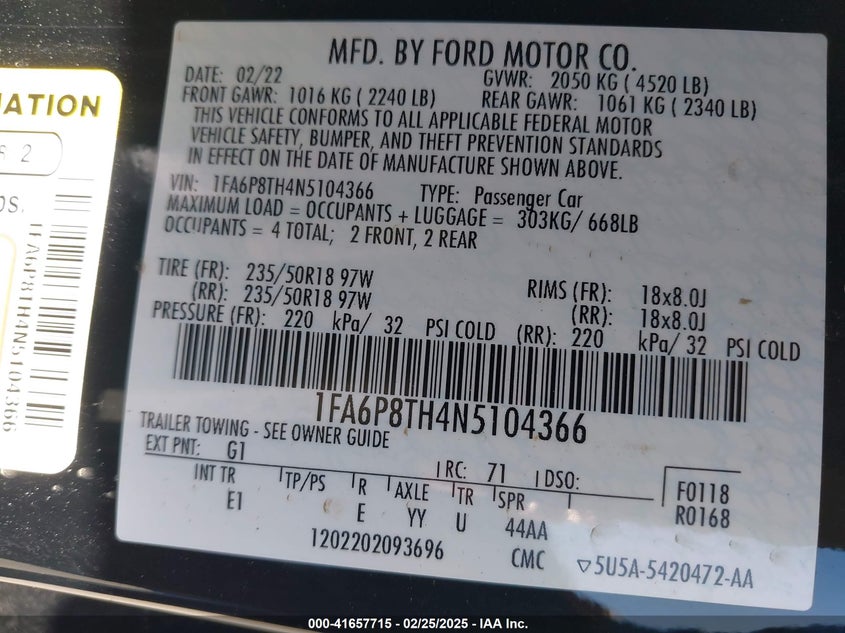 MFD. BY FORD MOTOR CO.
DATE: 02/22 GVWR: 2050 KG ( 4520 LB)
FRONT GAWR: 1016 KG ( 2240 LB) REAR GAWR: 1061 KG ( 2340 LB)
THIS VEHICLE CONFORMS TO ALL APPLICABLE FEDERAL MOTOR
VEHICLE SAFETY, BUMPER, AND THEFT PREVENTION STANDARDS
IN EFFECT ON THE DATE OF MANUFACTURE SHOWN ABOVE.
VIN: 1FA6P8TH4N5104366 TYPE: Passenger Car
MAXIMUM LOAD = OCCUPANTS + LUGGAGE = 303KG/ 668LB
OCCUPANTS = 4 TOTAL; 2 FRONT, 2 REAR
TIRE (FR): 235/50R18 97W RIMS (FR): 18x8.0J
(RR): 235/50R18 97W (RR): 18x8.0J
PRESSURE (FR): 220 kPa/ 32 PSI COLD (RR): 220 kPa/ 32 PSI COLD
1FA6P8TH4N5104366
TRAILER TOWING - SEE OWNER GUIDE
EXT PNT: G1 RC: 71 DSO:
INT TR TP/PS R AXLE TR SPR F0118
E1 E YY U 44AA R0168
1202202093696 CMC ▽5U5A-5420472-AA
MATION
2
OS.
1FA6P8TH4N5104366
000-41657715 - 02/25/2025 - IAA Inc.